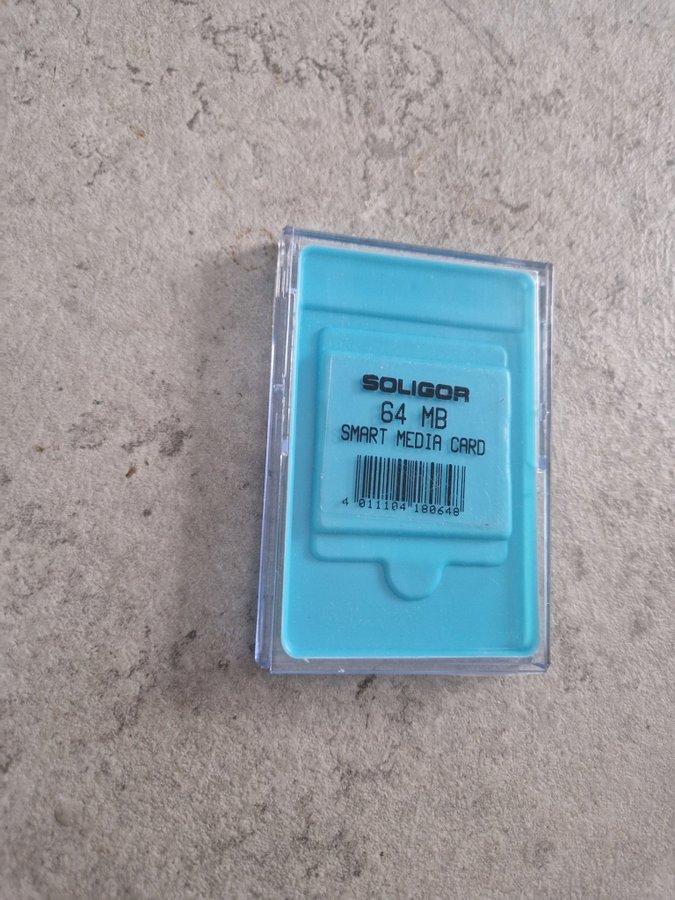 SOLIGOR
64 MB
SMART MEDIA CARD
4 011104 180648